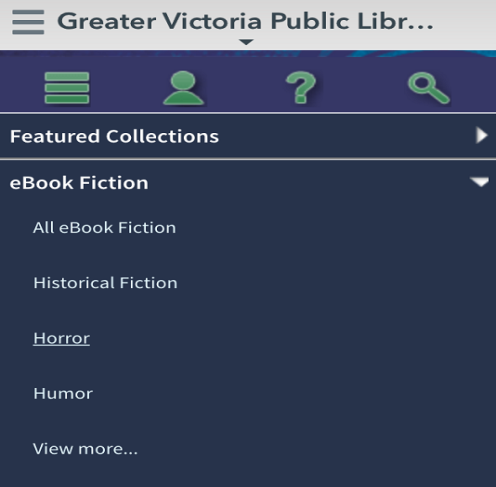 Greater Victoria Public Libr...
Featured Collections
eBook Fiction
All eBook Fiction
Historical Fiction
Horror
Humor
View more...